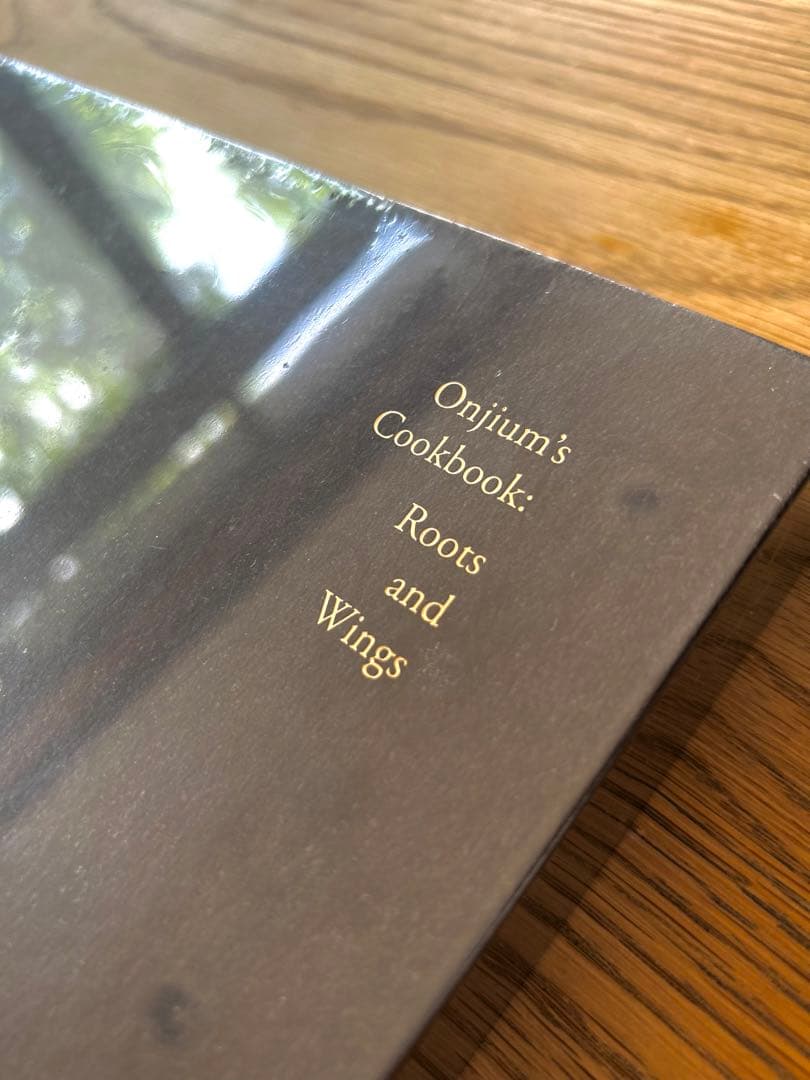 Onjium’s
Cookbook:
Roots
and
Wings